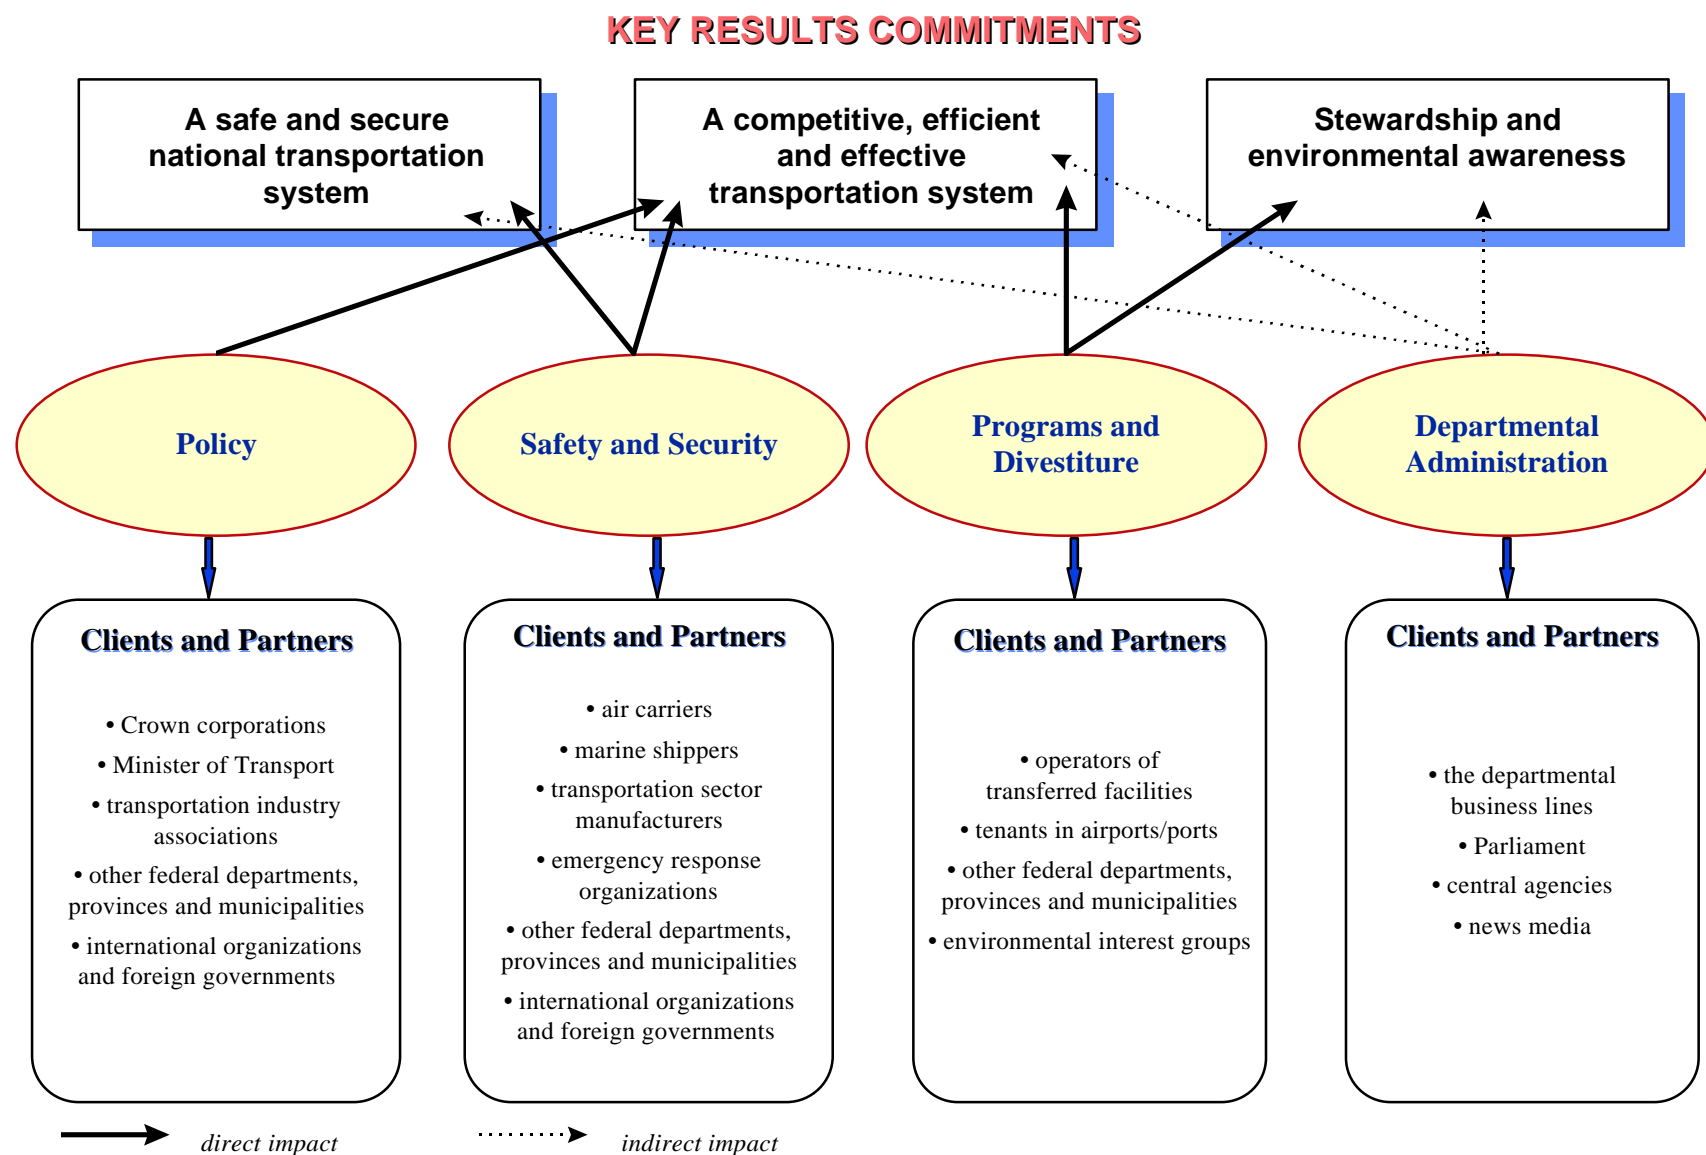 KEY RESULTS COMMITMENTS
A safe and secure
national transportation
system
A competitive, efficient
and effective
transportation system
Stewardship and
environmental awareness
Policy
Safety and Security
Programs and
Divestiture
Departmental
Administration
Clients and Partners
• Crown corporations
• Minister of Transport
• transportation industry
associations
• other federal departments,
provinces and municipalities
• international organizations
and foreign governments
Clients and Partners
• air carriers
• marine shippers
• transportation sector
manufacturers
• emergency response
organizations
• other federal departments,
provinces and municipalities
• international organizations
and foreign governments
Clients and Partners
• operators of
transferred facilities
• tenants in airports/ports
• other federal departments,
provinces and municipalities
• environmental interest groups
Clients and Partners
• the departmental
business lines
• Parliament
• central agencies
• news media
direct impact
indirect impact